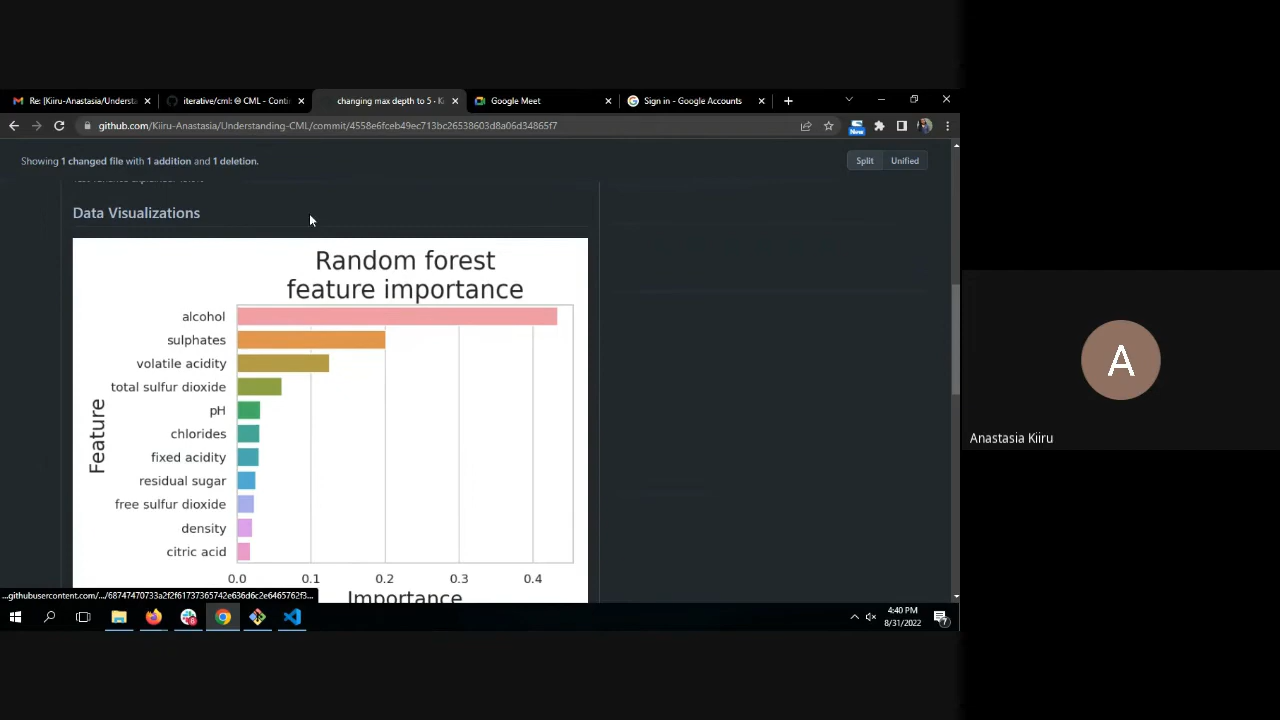 Re: [Kiiru-Anastasia/Understa
iterative/cml: ♾️ CML - Conti
changing max depth to 5 · Ki
Google Meet
Sign in - Google Accounts
github.com/Kiiru-Anastasia/Understanding-CML/commit/4558e6fceb49ec713bc26538603d8a06d34865f7
New
Showing 1 changed file with 1 addition and 1 deletion.
Split
Unified
Data Visualizations
Random forest
feature importance
alcohol
sulphates
volatile acidity
total sulfur dioxide
pH
chlorides
fixed acidity
residual sugar
free sulfur dioxide
density
citric acid
Feature
0.0 0.1 0.2 0.3 0.4
Importance
4:40 PM
8/31/2022
7
A
Anastasia Kiiru